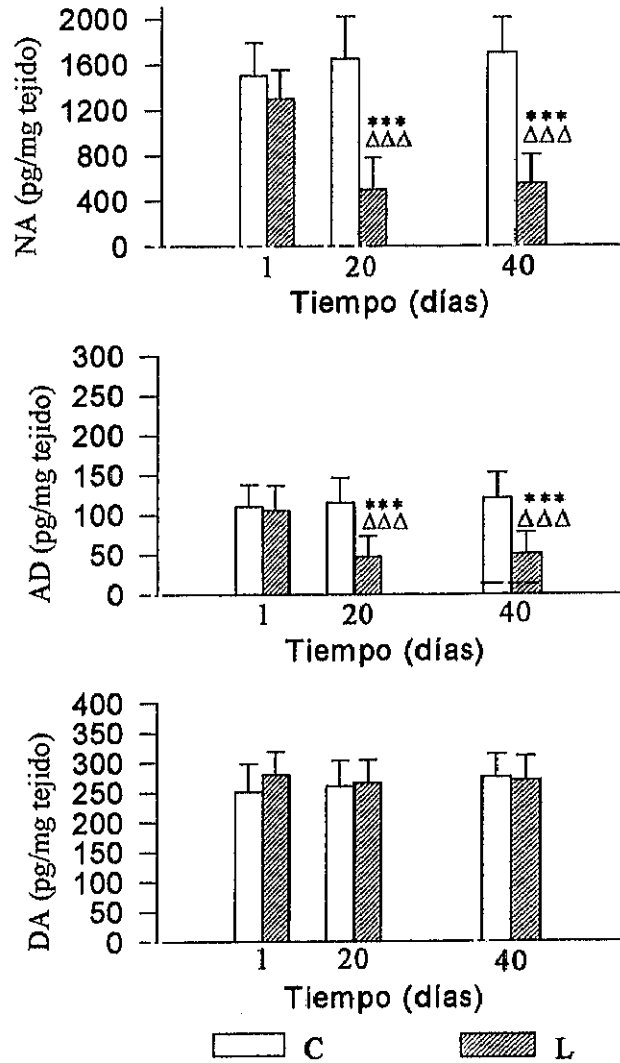 NA (pg/mg tejido)
2000
1600
1200
800
400
0
***
ΔΔΔ
***
ΔΔΔ
1 20 40
Tiempo (días)
AD (pg/mg tejido)
300
250
200
150
100
50
0
***
ΔΔΔ
***
ΔΔΔ
1 20 40
Tiempo (días)
DA (pg/mg tejido)
400
350
300
250
200
150
100
50
0
1 20 40
Tiempo (días)
C L